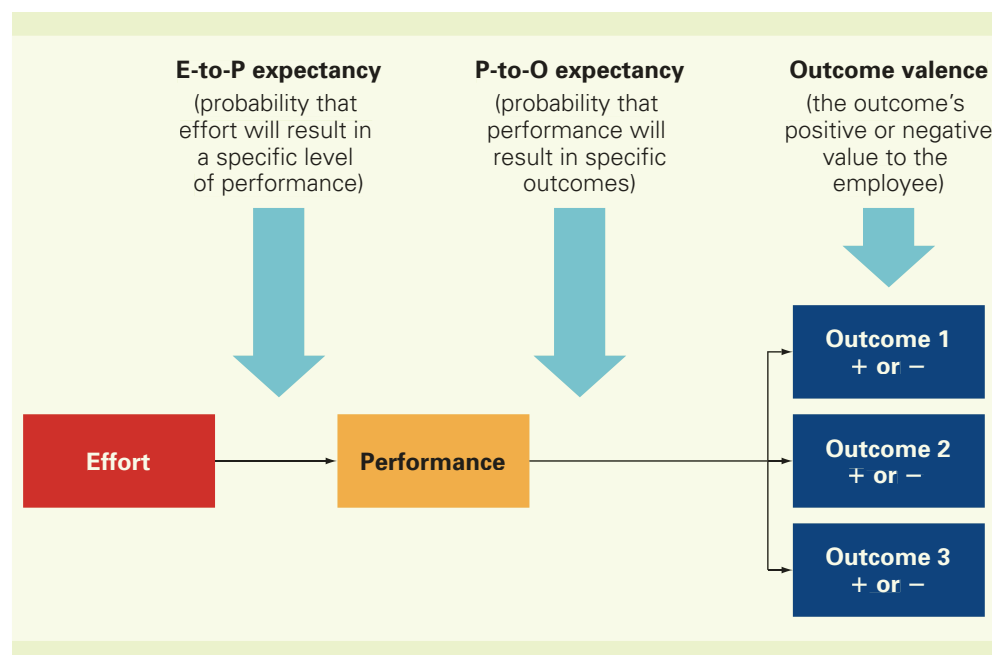 E-to-P expectancy
(probability that
effort will result in
a specific level
of performance)
P-to-O expectancy
(probability that
performance will
result in specific
outcomes)
Outcome valence
(the outcome's
positive or negative
value to the
employee)
Effort
Performance
Outcome 1
+ or −
Outcome 2
+ or −
Outcome 3
+ or −